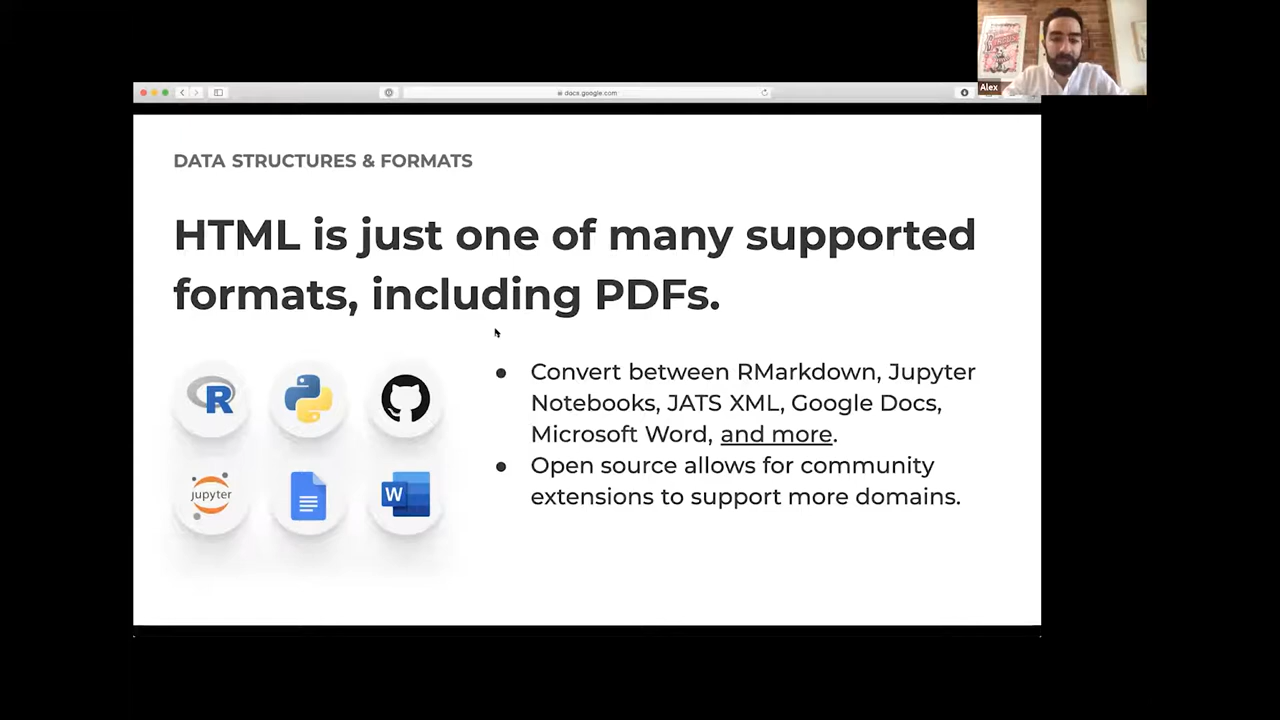 Alex
docs.google.com
DATA STRUCTURES & FORMATS
HTML is just one of many supported
formats, including PDFs.
● Convert between RMarkdown, Jupyter
Notebooks, JATS XML, Google Docs,
Microsoft Word, and more.
● Open source allows for community
extensions to support more domains.
R
jupyter
W